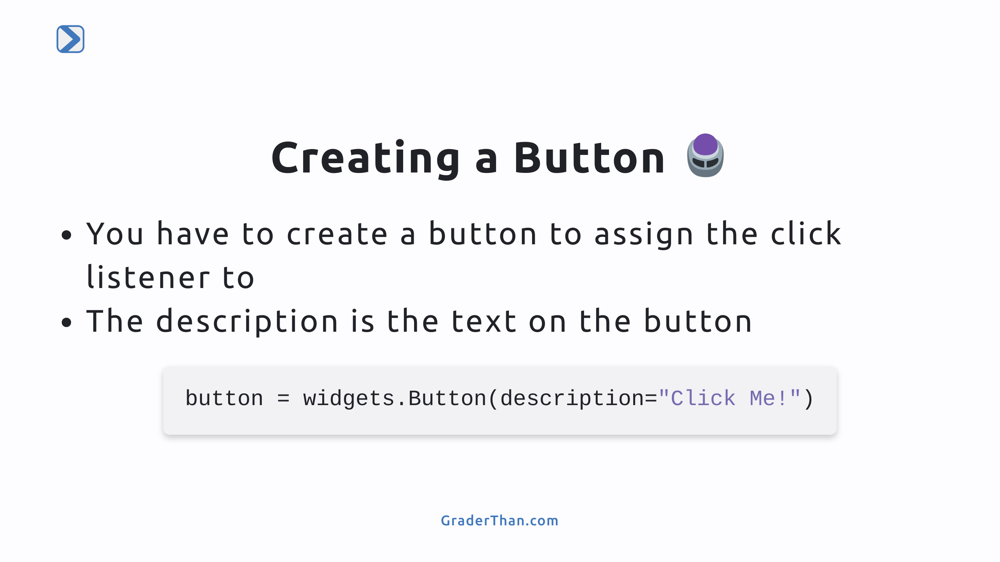 Creating a Button
• You have to create a button to assign the click
listener to
• The description is the text on the button
button = widgets.Button(description="Click Me!")
GraderThan.com